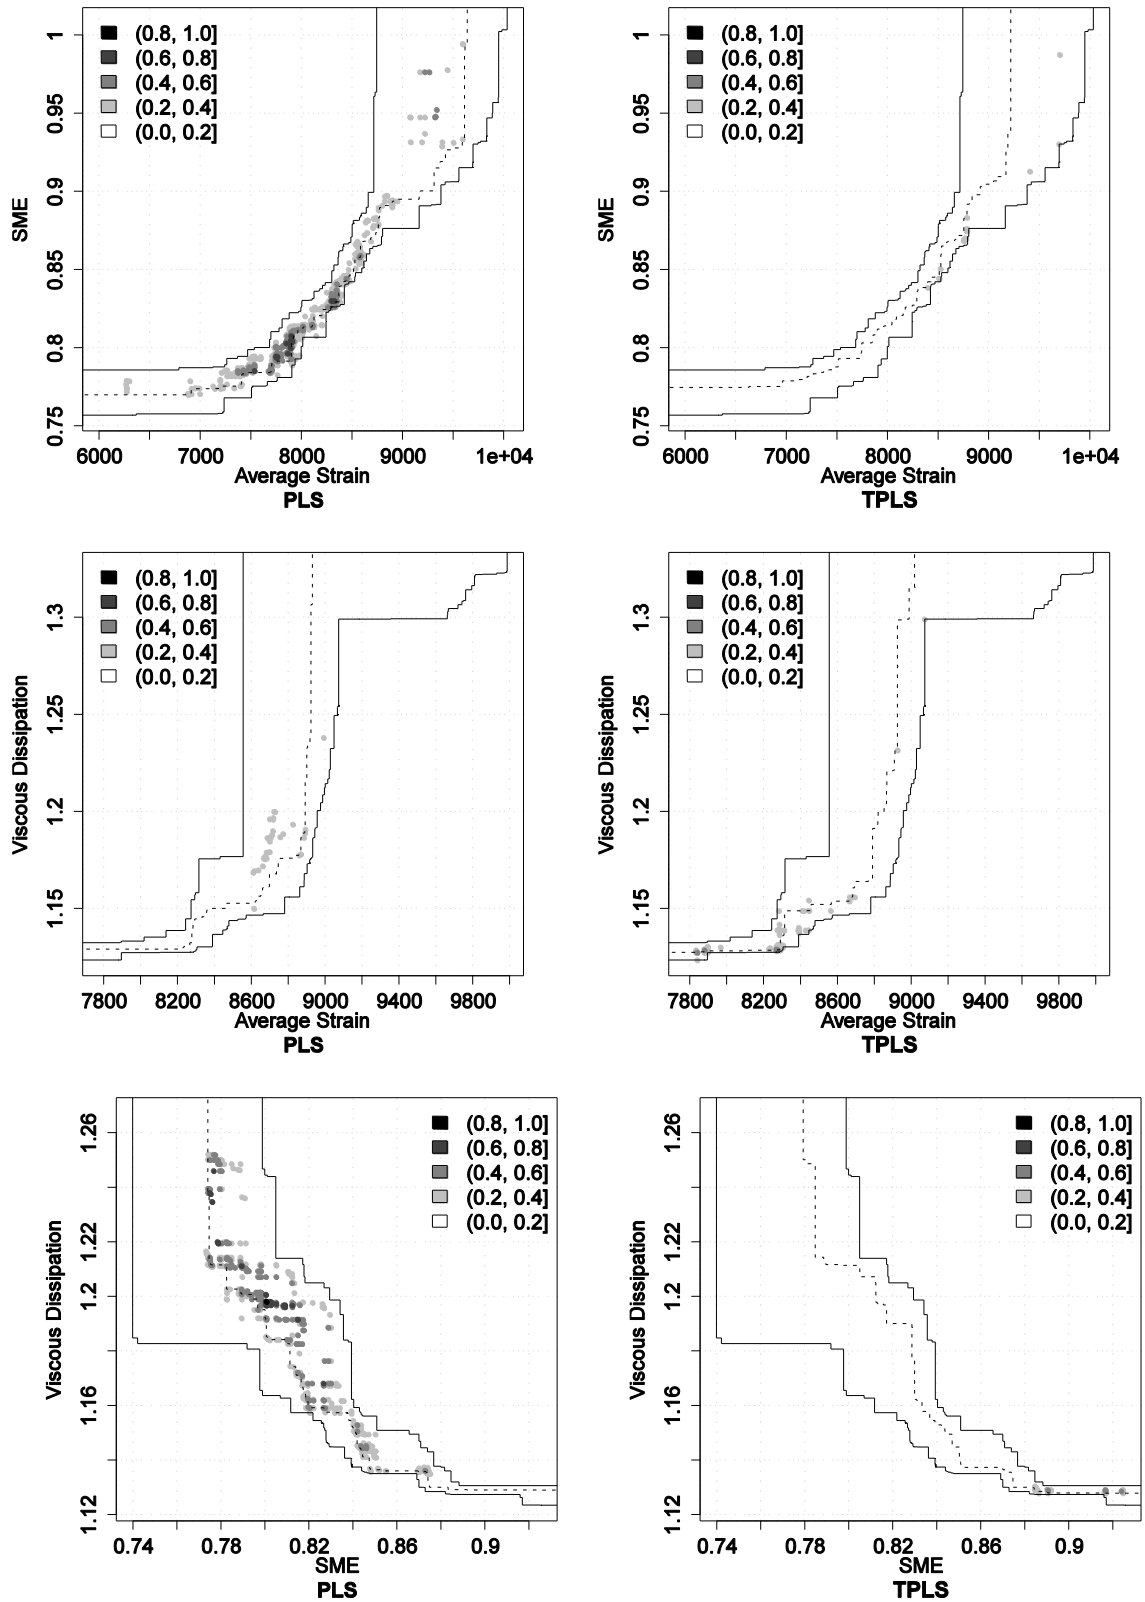 (0.8, 1.0]
(0.6, 0.8]
(0.4, 0.6]
(0.2, 0.4]
(0.0, 0.2]
SME
0.75 0.8 0.85 0.9 0.95 1
6000 7000 8000 9000 1e+04
Average Strain
PLS
(0.8, 1.0]
(0.6, 0.8]
(0.4, 0.6]
(0.2, 0.4]
(0.0, 0.2]
SME
0.75 0.8 0.85 0.9 0.95 1
6000 7000 8000 9000 1e+04
Average Strain
TPLS
(0.8, 1.0]
(0.6, 0.8]
(0.4, 0.6]
(0.2, 0.4]
(0.0, 0.2]
Viscous Dissipation
1.15 1.2 1.25 1.3
7800 8200 8600 9000 9400 9800
Average Strain
PLS
(0.8, 1.0]
(0.6, 0.8]
(0.4, 0.6]
(0.2, 0.4]
(0.0, 0.2]
Viscous Dissipation
1.15 1.2 1.25 1.3
7800 8200 8600 9000 9400 9800
Average Strain
TPLS
(0.8, 1.0]
(0.6, 0.8]
(0.4, 0.6]
(0.2, 0.4]
(0.0, 0.2]
Viscous Dissipation
1.12 1.16 1.2 1.22 1.26
0.74 0.78 0.82 0.86 0.9
SME
PLS
(0.8, 1.0]
(0.6, 0.8]
(0.4, 0.6]
(0.2, 0.4]
(0.0, 0.2]
Viscous Dissipation
1.12 1.16 1.2 1.22 1.26
0.74 0.78 0.82 0.86 0.9
SME
TPLS